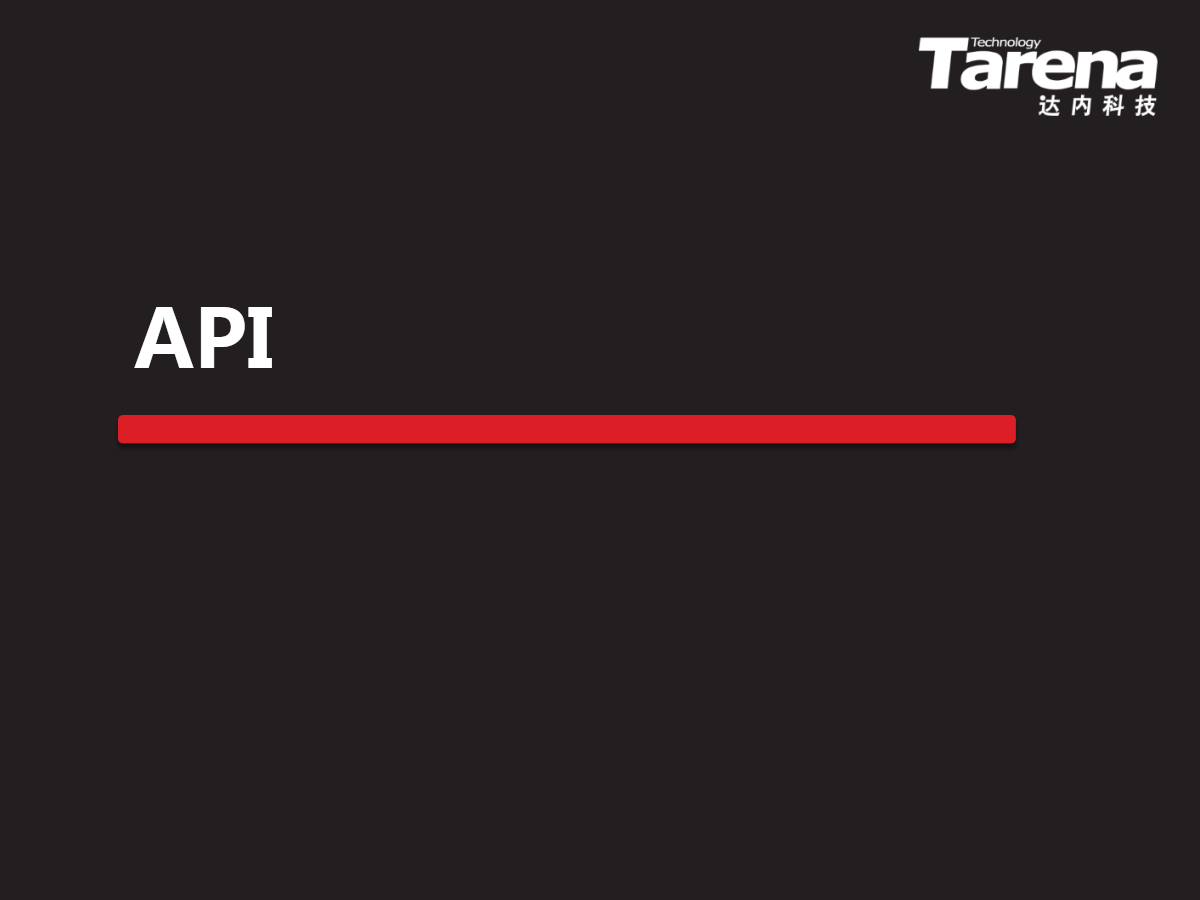 Technology
Tarena
达内科技
API